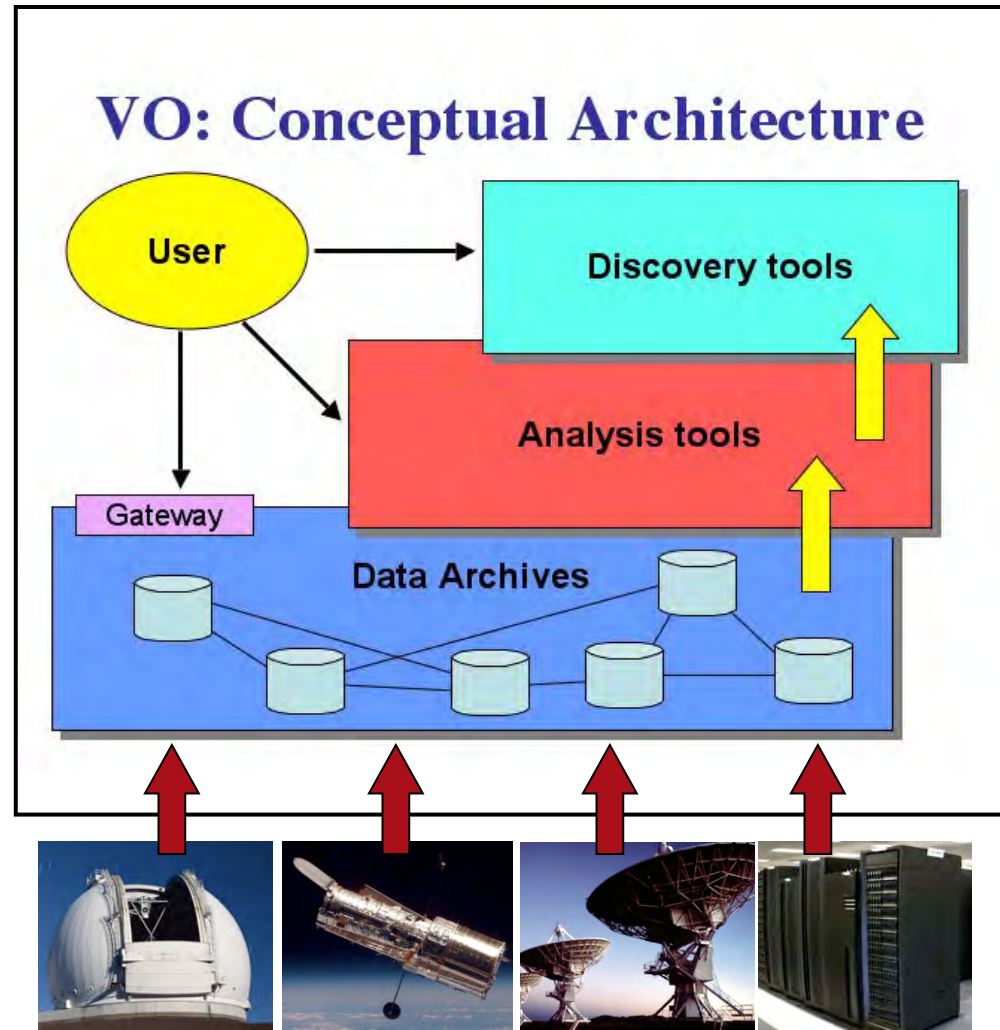 VO: Conceptual Architecture
User
Discovery tools
Analysis tools
Gateway
Data Archives